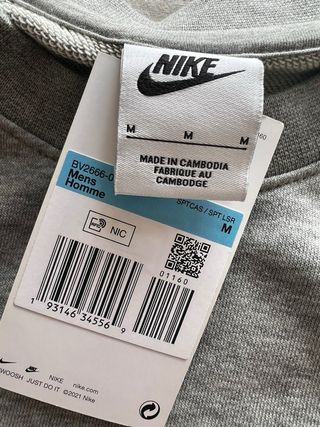 NIKE
M M M
MADE IN CAMBODIA
FABRIQUE AU
CAMBODGE
160
BV2666-0
Mens
Homme
SPTCAS / SPT LSR
M
NIC
01160
1 93146 34556 9
NIKE nike.com
SWOOSH JUST DO IT ©2021 Nike